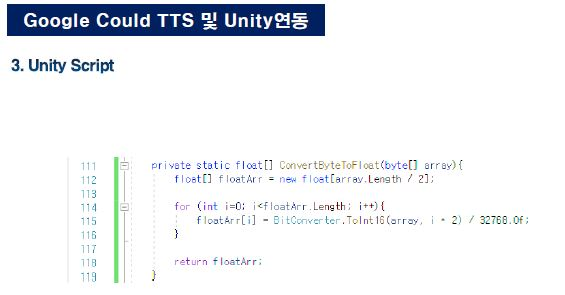 Google Could TTS 및 Unity연동
3. Unity Script
111 private static float[] ConvertByteToFloat(byte[] array){
112 float[] floatArr = new float[array.Length / 2];
113
114 for (int i=0; i<floatArr.Length; i++){
115 floatArr[i] = BitConverter.ToInt16(array, i * 2) / 32768.0f;
116 }
117
118 return floatArr;
119 }